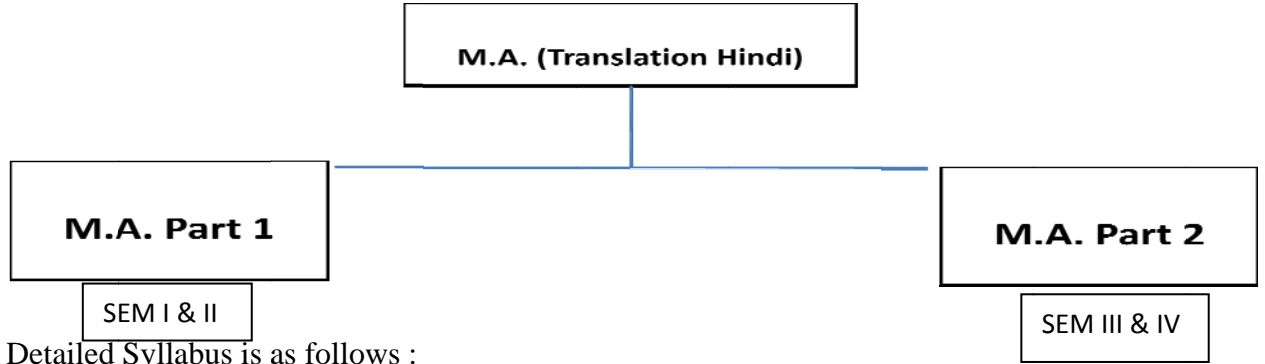 M.A. (Translation Hindi)
M.A. Part 1
M.A. Part 2
SEM I & II
SEM III & IV
Detailed Syllabus is as follows :